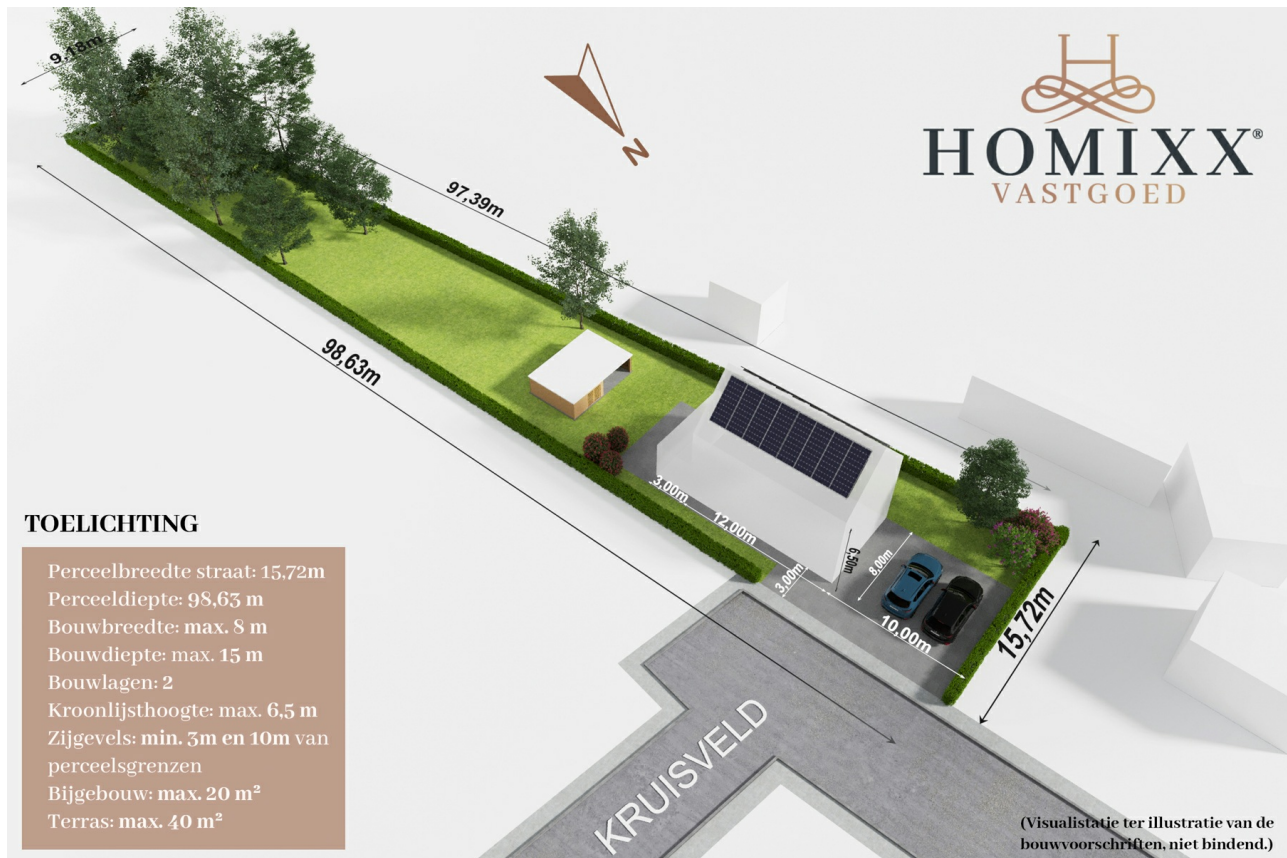 9,18m
N
H
HOMIXX®
VASTGOED
97,39m
98,63m
3,00m
12,00m
3,00m
6,50m
8,00m
10,00m
15,72m
KRUISVELD
TOELICHTING
Perceelbreedte straat: 15,72m
Perceeldiepte: 98,63 m
Bouwbreedte: max. 8 m
Bouwdiepte: max. 15 m
Bouwlagen: 2
Kroonlijsthoogte: max. 6,5 m
Zijgevels: min. 3m en 10m van
perceelsgrenzen
Bijgebouw: max. 20 m²
Terras: max. 40 m²
(Visualistatie ter illustratie van de
bouwvoorschriften, niet bindend.)